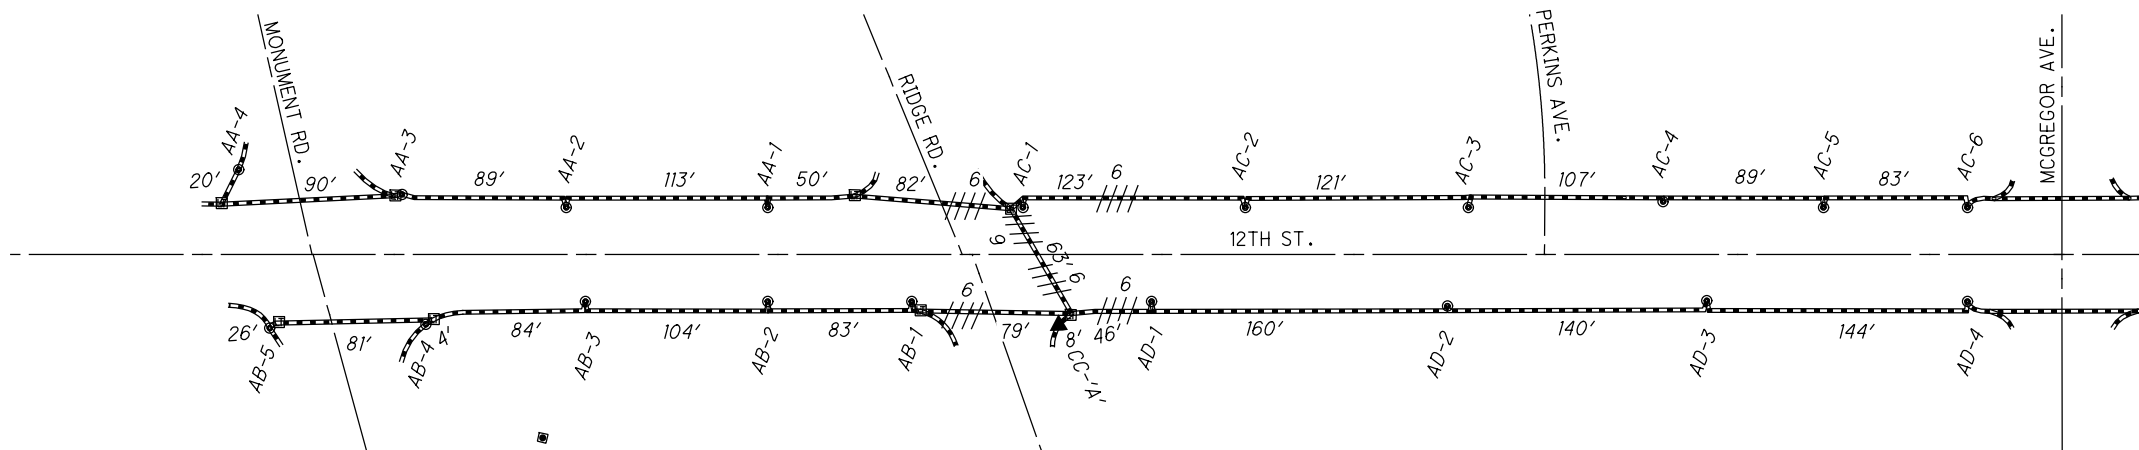 MONUMENT RD.
RIDGE RD.
PERKINS AVE.
MCGREGOR AVE.
AA-4
AA-3
AA-2
AA-1
AC-1
AC-2
AC-3
AC-4
AC-5
AC-6
20'
90'
89'
113'
50'
82'
6
123'
6
121'
107'
89'
83'
6
63'
6
12TH ST.
26'
81'
4'
84'
104'
83'
6
79'
8'
46'
6
160'
140'
144'
AB-5
AB-4
AB-3
AB-2
AB-1
CC-'A'
AD-1
AD-2
AD-3
AD-4